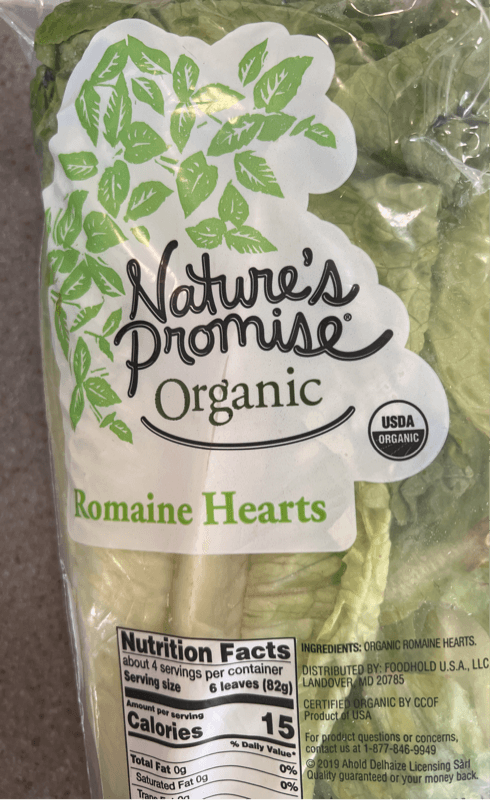 Nature's
Promise®
Organic
USDA
ORGANIC
Romaine Hearts
Nutrition Facts
about 4 servings per container
Serving size 6 leaves (82g)
Amount per serving
Calories 15
% Daily Value*
Total Fat 0g 0%
Saturated Fat 0g 0%
INGREDIENTS: ORGANIC ROMAINE HEARTS.
DISTRIBUTED BY: FOODHOLD U.S.A., LLC
LANDOVER, MD 20785
CERTIFIED ORGANIC BY CCOF
Product of USA
For product questions or concerns,
contact us at 1-877-846-9949
© 2019 Ahold Delhaize Licensing Sàrl
Quality guaranteed or your money back.